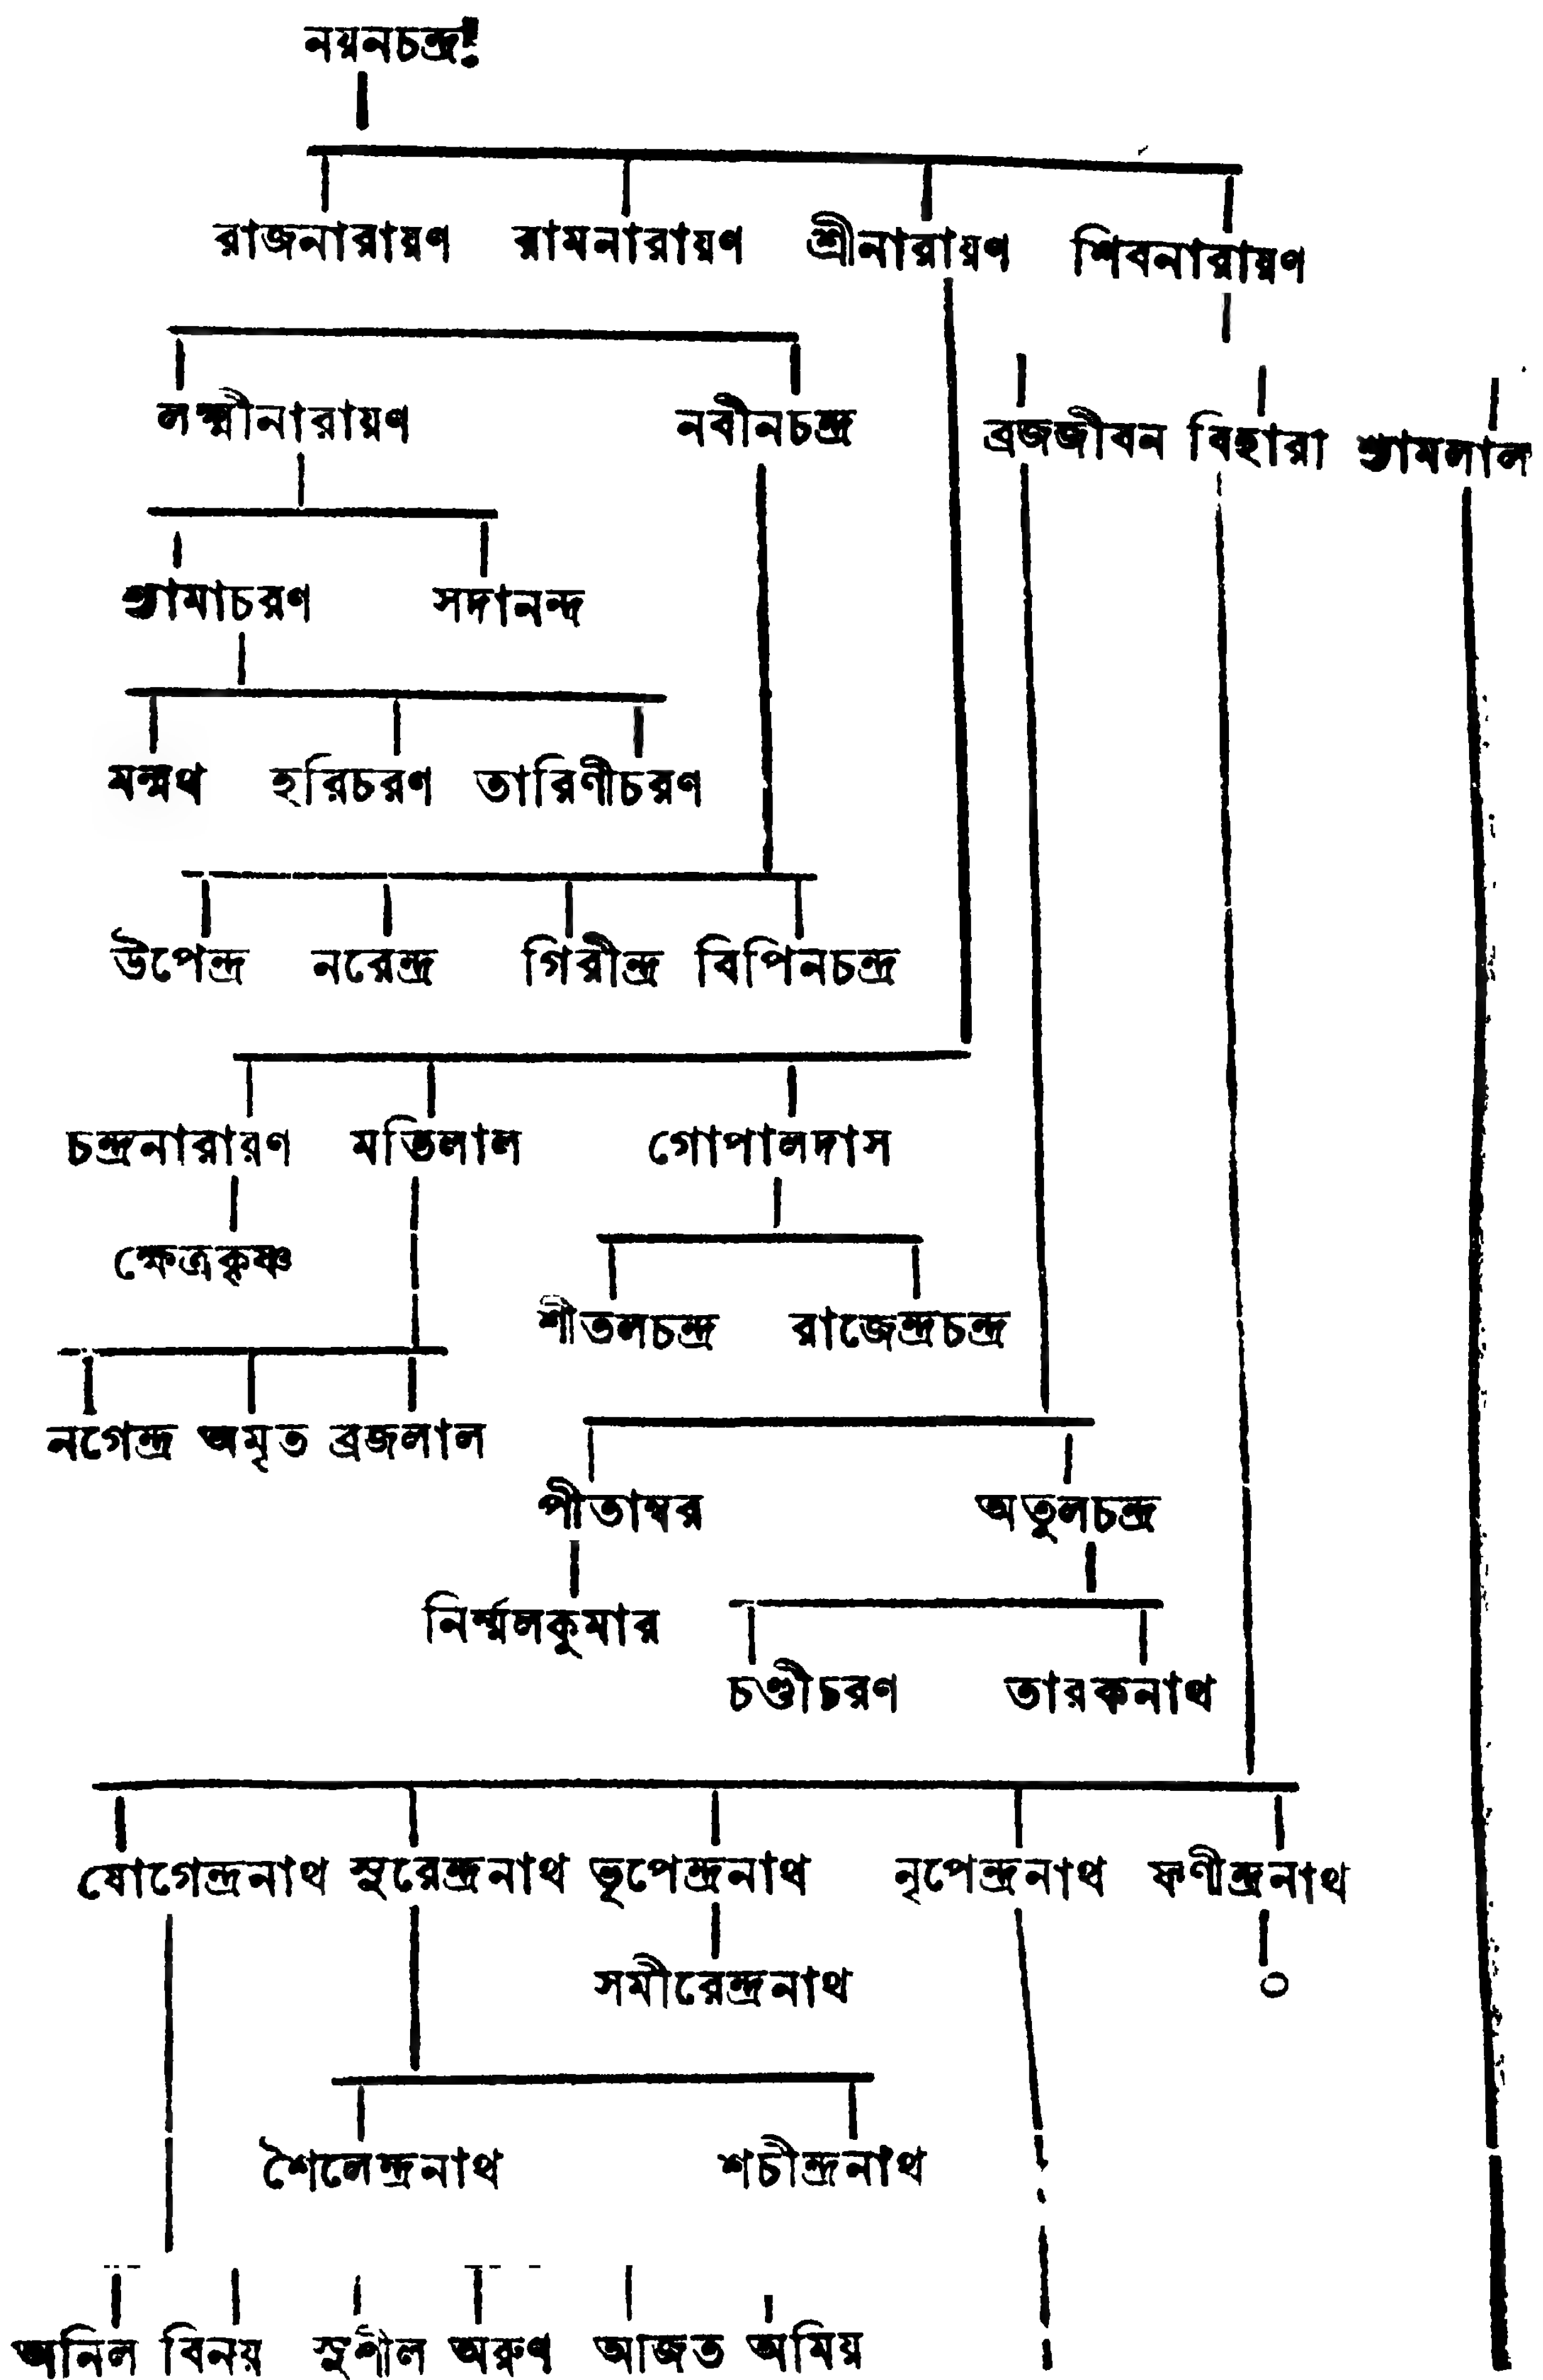 নয়নচন্দ্র
রাজনারায়ণ রামনারায়ণ শ্রীনারায়ণ শিবনারায়ণ
লক্ষ্মীনারায়ণ নবীনচন্দ্র ব্রজজীবন বিহারী শ্যামলাল
শ্যামাচরণ সদানন্দ
মন্মথ হরিচরণ তারিণীচরণ
উপেন্দ্র নরেন্দ্র গিরীন্দ্র বিপিনচন্দ্র
চন্দ্রনারারণ মতিলাল গোপালদাস
ক্ষেত্রকৃষ্ণ
শীতলচন্দ্র রাজেন্দ্রচন্দ্র
নগেন্দ্র অমৃত ব্রজলাল
পীতাম্বর অতুলচন্দ্র
নির্ম্মলকুমার
চণ্ডীচরণ তারকনাথ
যোগেন্দ্রনাথ সুরেন্দ্রনাথ ভূপেন্দ্রনাথ নৃপেন্দ্রনাথ ফণীন্দ্রনাথ
সমীরেন্দ্রনাথ ০
শৈলেন্দ্রনাথ শচীন্দ্রনাথ
অনিল বিনয় সুশীল অরুণ অজিত অমিয়